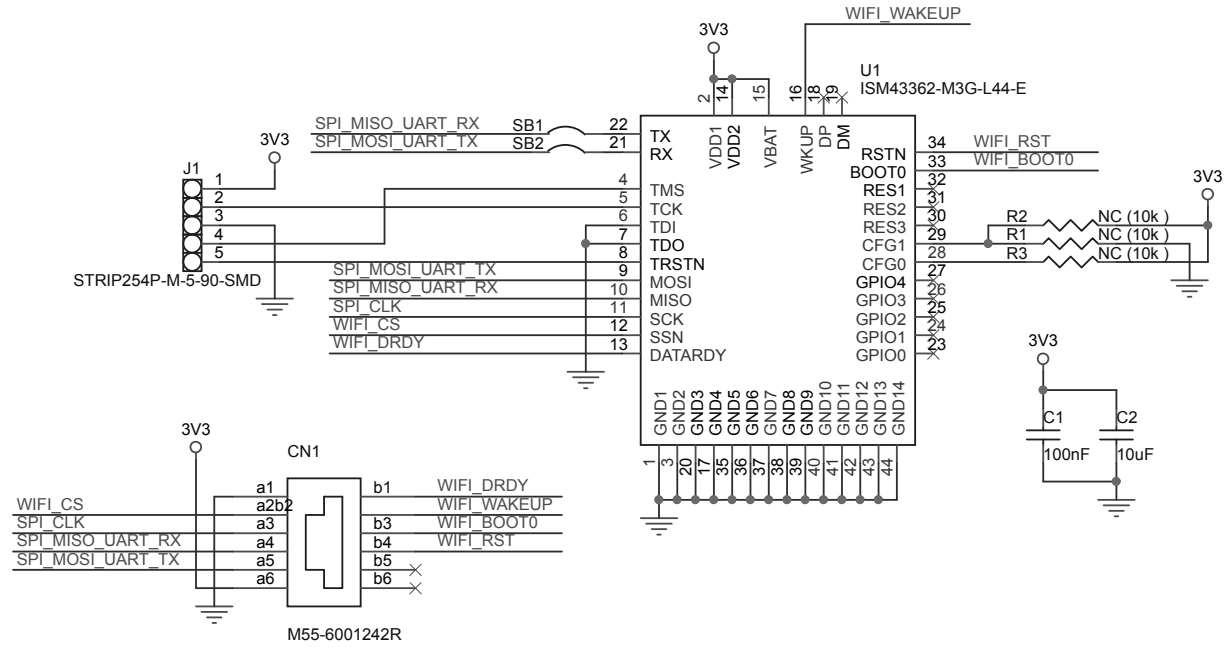 WIFI_WAKEUP
3V3
U1
ISM43362-M3G-L44-E
2
14
15
16
18
19
VDD1
VDD2
VBAT
WKUP
DP
DM
SPI_MISO_UART_RX SB1 22 TX
SPI_MOSI_UART_TX SB2 21 RX
RSTN 34 WIFI_RST
BOOT0 33 WIFI_BOOT0
RES1 32
RES2 31
RES3 30
CFG1 29
CFG0 28
GPIO4 27
GPIO3 26
GPIO2 25
GPIO1 24
GPIO0 23
3V3
R2 NC (10k )
R1 NC (10k )
R3 NC (10k )
3V3
J1
1
2
3
4
5
STRIP254P-M-5-90-SMD
4 TMS
5 TCK
6 TDI
7 TDO
8 TRSTN
SPI_MOSI_UART_TX 9 MOSI
SPI_MISO_UART_RX 10 MISO
SPI_CLK 11 SCK
WIFI_CS 12 SSN
WIFI_DRDY 13 DATARDY
GND1
GND2
GND3
GND4
GND5
GND6
GND7
GND8
GND9
GND10
GND11
GND12
GND13
GND14
1
3
20
17
35
36
37
38
39
40
41
42
43
44
3V3
C1
100nF
C2
10uF
3V3
CN1
a1 b1 WIFI_DRDY
WIFI_CS a2b2 WIFI_WAKEUP
SPI_CLK a3 b3 WIFI_BOOT0
SPI_MISO_UART_RX a4 b4 WIFI_RST
SPI_MOSI_UART_TX a5 b5
a6 b6
M55-6001242R